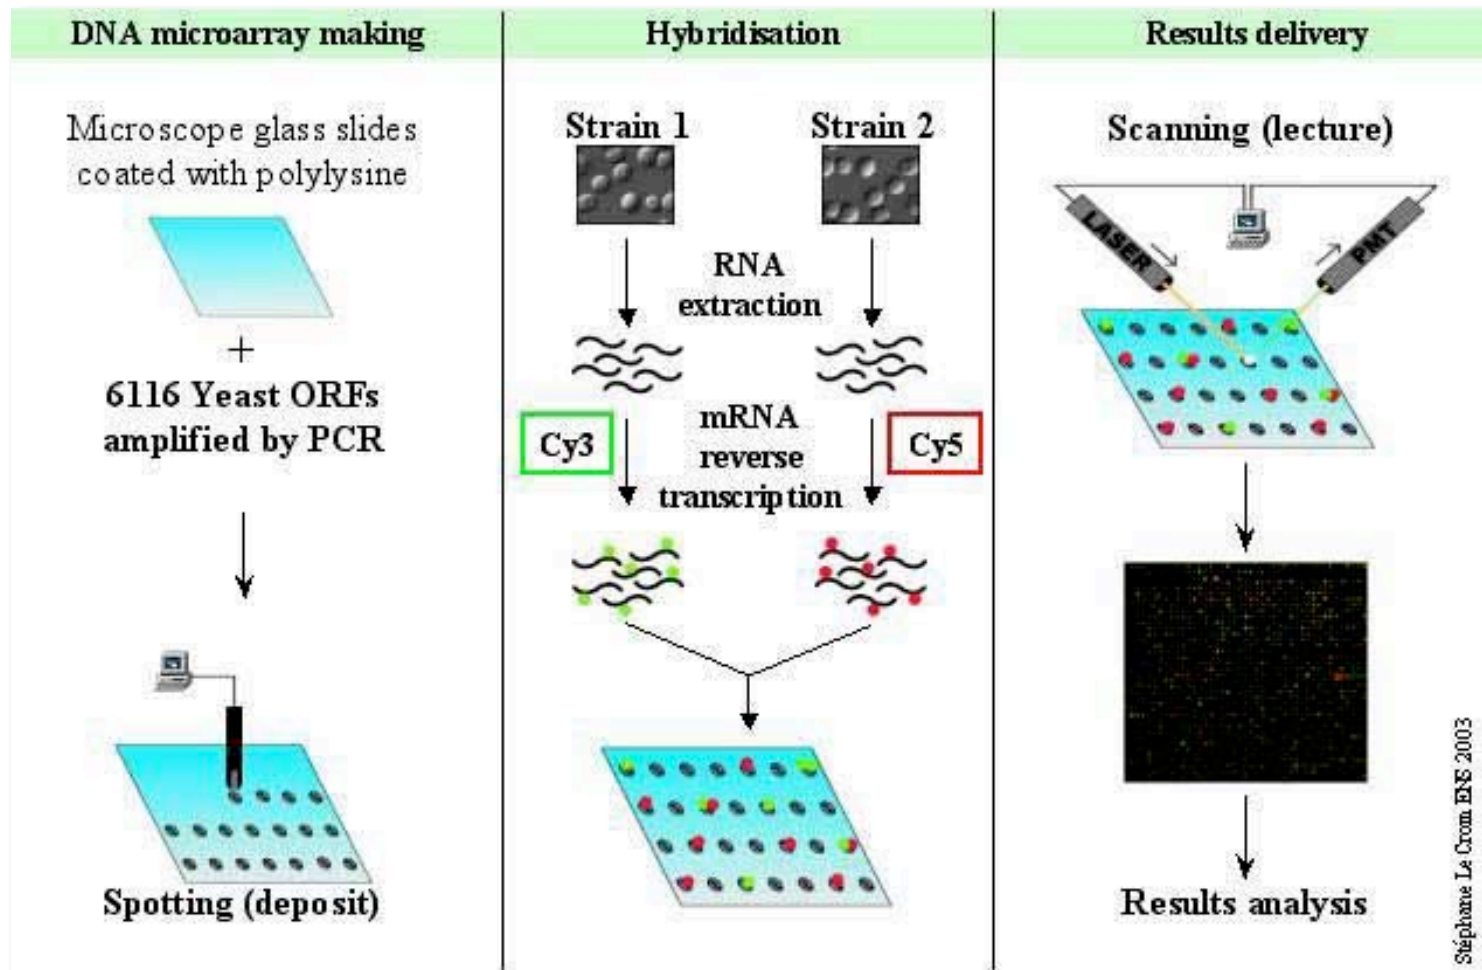 DNA microarray making
Microscope glass slides
coated with polylysine
+
6116 Yeast ORFs
amplified by PCR
Spotting (deposit)
Hybridisation
Strain 1
Strain 2
RNA
extraction
Cy3
mRNA
reverse
transcription
Cy5
Results delivery
Scanning (lecture)
LASER
PMT
Results analysis
Stéphane Le Crom ENS 2003